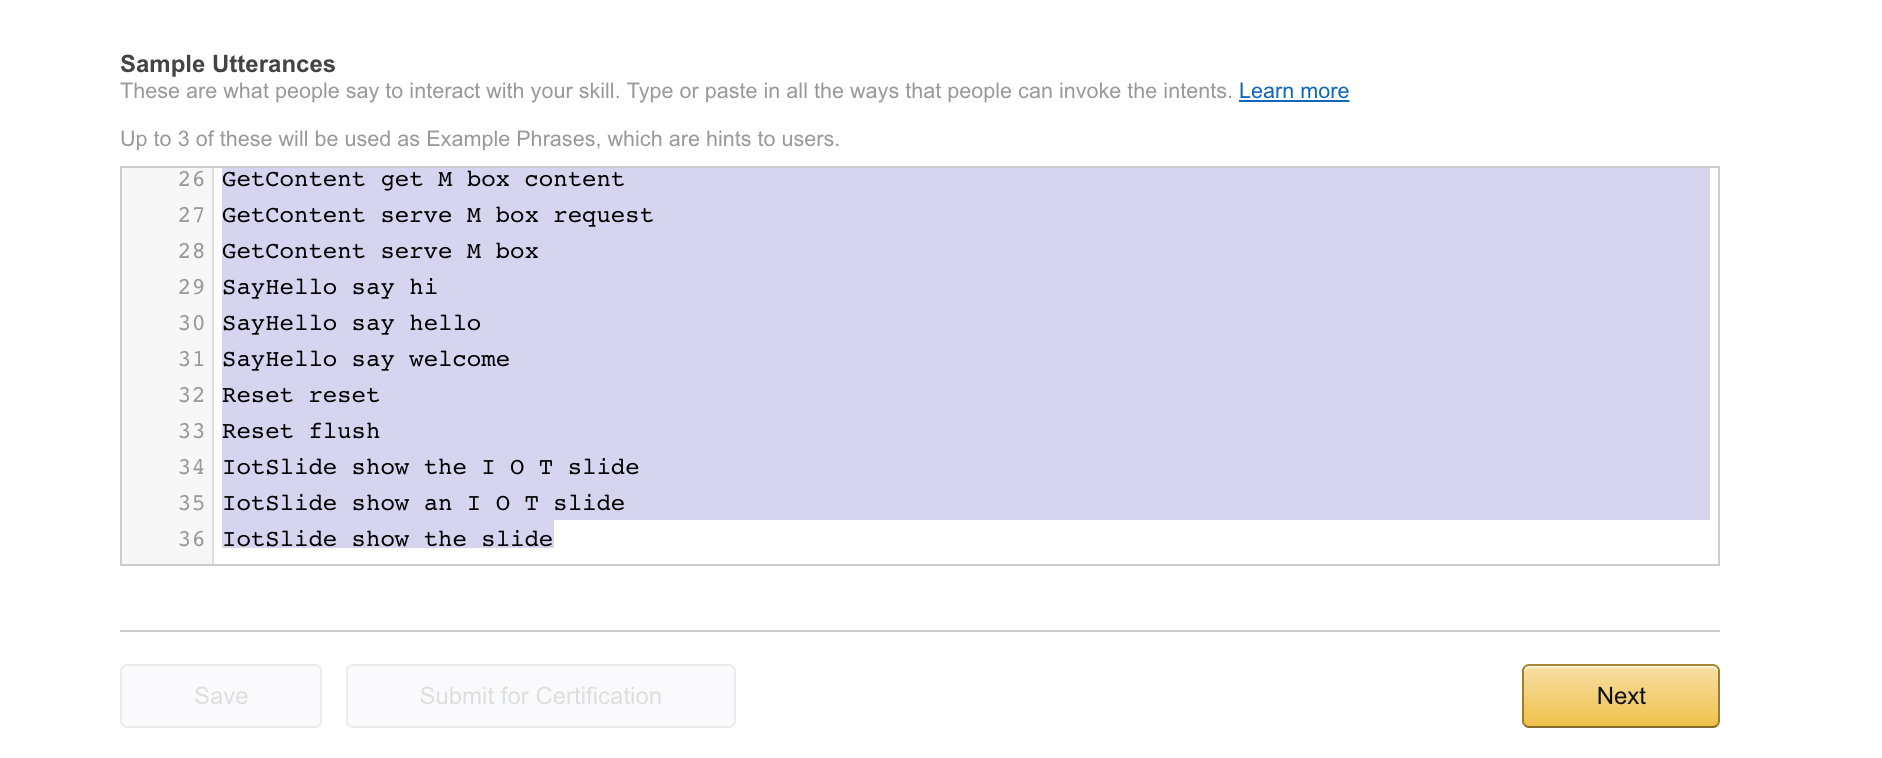 Sample Utterances
These are what people say to interact with your skill. Type or paste in all the ways that people can invoke the intents. Learn more
Up to 3 of these will be used as Example Phrases, which are hints to users.
26 GetContent get M box content
27 GetContent serve M box request
28 GetContent serve M box
29 SayHello say hi
30 SayHello say hello
31 SayHello say welcome
32 Reset reset
33 Reset flush
34 IotSlide show the I O T slide
35 IotSlide show an I O T slide
36 IotSlide show the slide
Save Submit for Certification Next